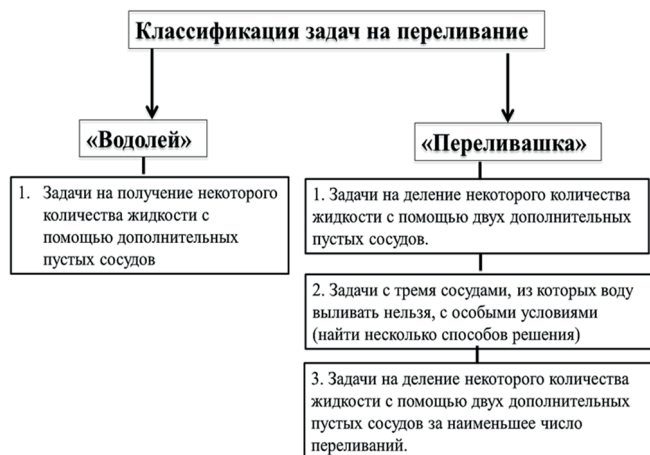 Классификация задач на переливание
«Водолей»
1. Задачи на получение некоторого
количества жидкости с
помощью дополнительных
пустых сосудов
«Переливашка»
1. Задачи на деление некоторого количества
жидкости с помощью двух дополнительных
пустых сосудов.
2. Задачи с тремя сосудами, из которых воду
выливать нельзя, с особыми условиями
(найти несколько способов решения)
3. Задачи на деление некоторого количества
жидкости с помощью двух дополнительных
пустых сосудов за наименьшее число
переливаний.